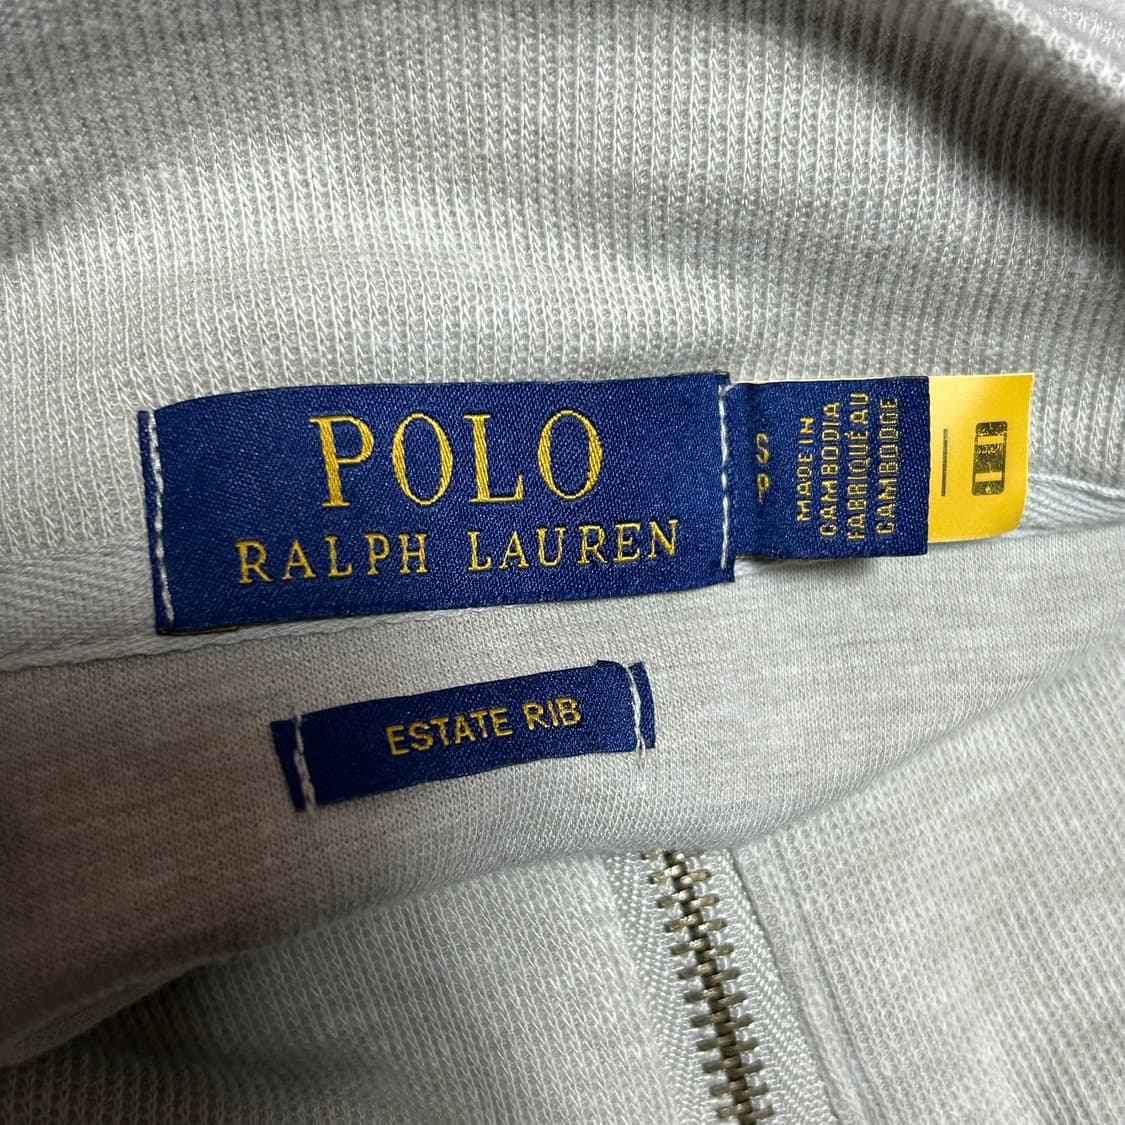 POLO
RALPH LAUREN
S
P
MADE IN
CAMBODIA
FABRIQUÉ AU
CAMBODGE
ESTATE RIB